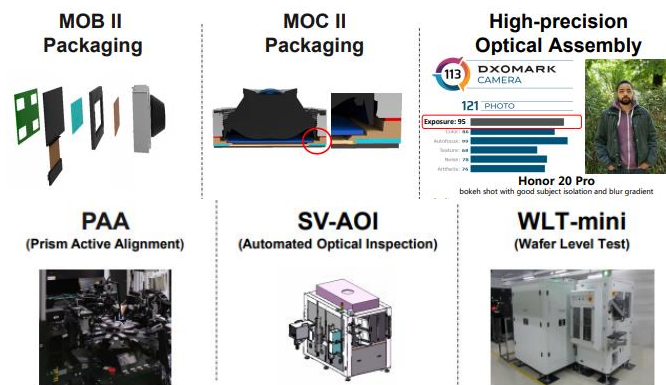 MOB II
Packaging
MOC II
Packaging
High-precision
Optical Assembly
113
DXOMARK
CAMERA
121 PHOTO
Exposure: 95
Autofocus: 99
Texture: 68
Noise: 78
Artifacts: 74
Honor 20 Pro
bokeh shot with good subject isolation and blur gradient
PAA
(Prism Active Alignment)
SV-AOI
(Automated Optical Inspection)
WLT-mini
(Wafer Level Test)